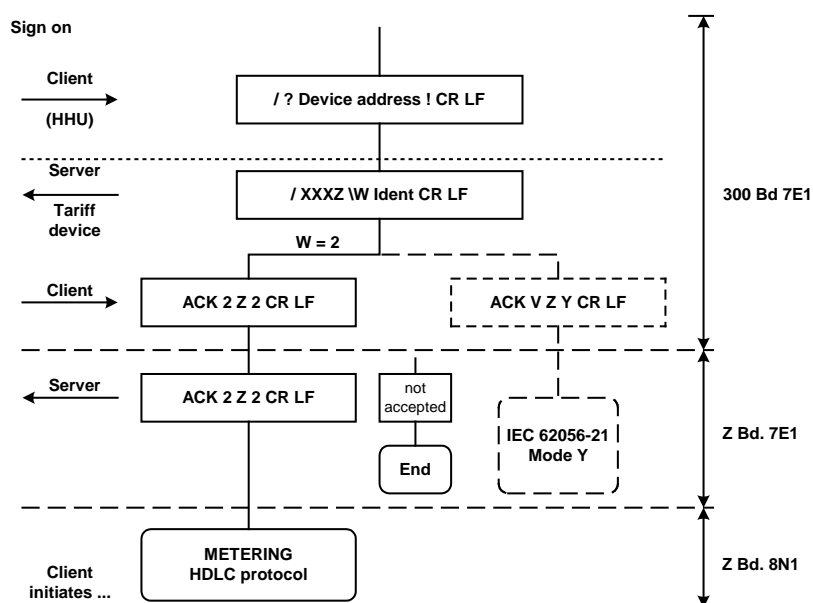 Sign on
Client
(HHU)
/ ? Device address ! CR LF
Server
Tariff
device
/ XXXZ \W Ident CR LF
300 Bd 7E1
W = 2
Client
ACK 2 Z 2 CR LF
ACK V Z Y CR LF
Server
ACK 2 Z 2 CR LF
not
accepted
End
IEC 62056-21
Mode Y
Z Bd. 7E1
METERING
HDLC protocol
Client
initiates ...
Z Bd. 8N1